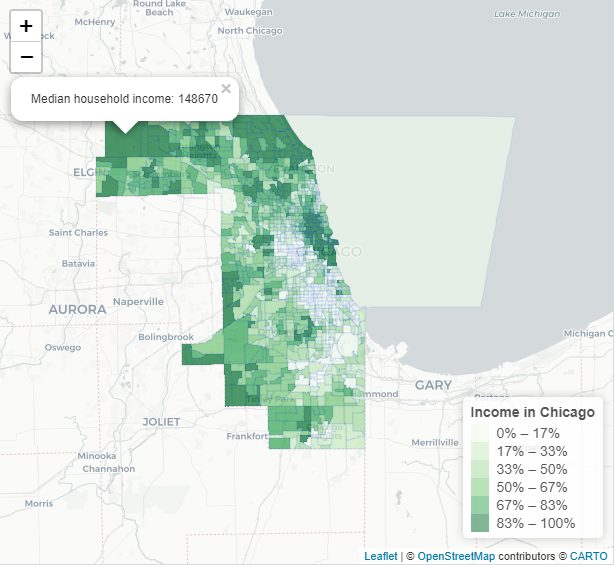 Round Lake
Beach
Waukegan
McHenry
North Chicago
Lake Michigan
+
−
×
Median household income: 148670
ELGIN
Saint Charles
Batavia
Naperville
AURORA
Bolingbrook
Oswego
Michigan C
GARY
JOLIET
Frankfort
Merrillville
Minooka
Channahon
Morris
Income in Chicago
0% – 17%
17% – 33%
33% – 50%
50% – 67%
67% – 83%
83% – 100%
Leaflet | © OpenStreetMap contributors © CARTO